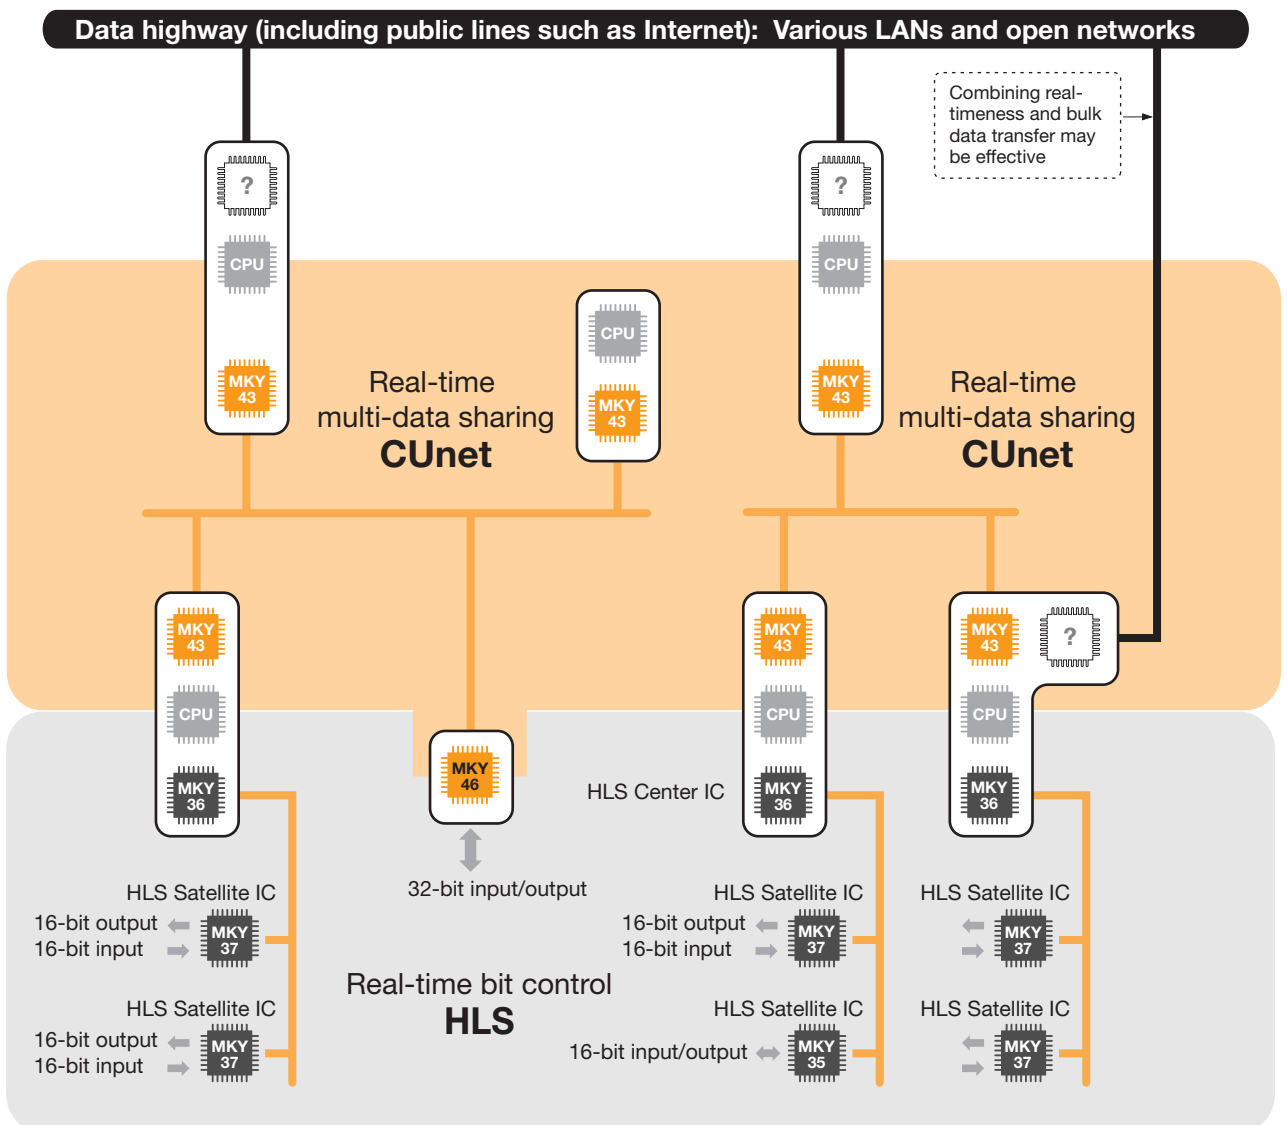 Data highway (including public lines such as Internet):  Various LANs and open networks
Combining real-
timeness and bulk
data transfer may
be effective
?
CPU
MKY
43
Real-time
multi-data sharing
CUnet
CPU
MKY
43
?
CPU
MKY
43
Real-time
multi-data sharing
CUnet
MKY
43
CPU
MKY
36
MKY
46
32-bit input/output
HLS Center IC
MKY
43
CPU
MKY
36
MKY
43
?
CPU
MKY
36
HLS Satellite IC
16-bit output
16-bit input
MKY
37
HLS Satellite IC
16-bit output
16-bit input
MKY
37
Real-time bit control
HLS
HLS Satellite IC
16-bit output
16-bit input
MKY
37
HLS Satellite IC
16-bit input/output
MKY
35
HLS Satellite IC
MKY
37
HLS Satellite IC
MKY
37